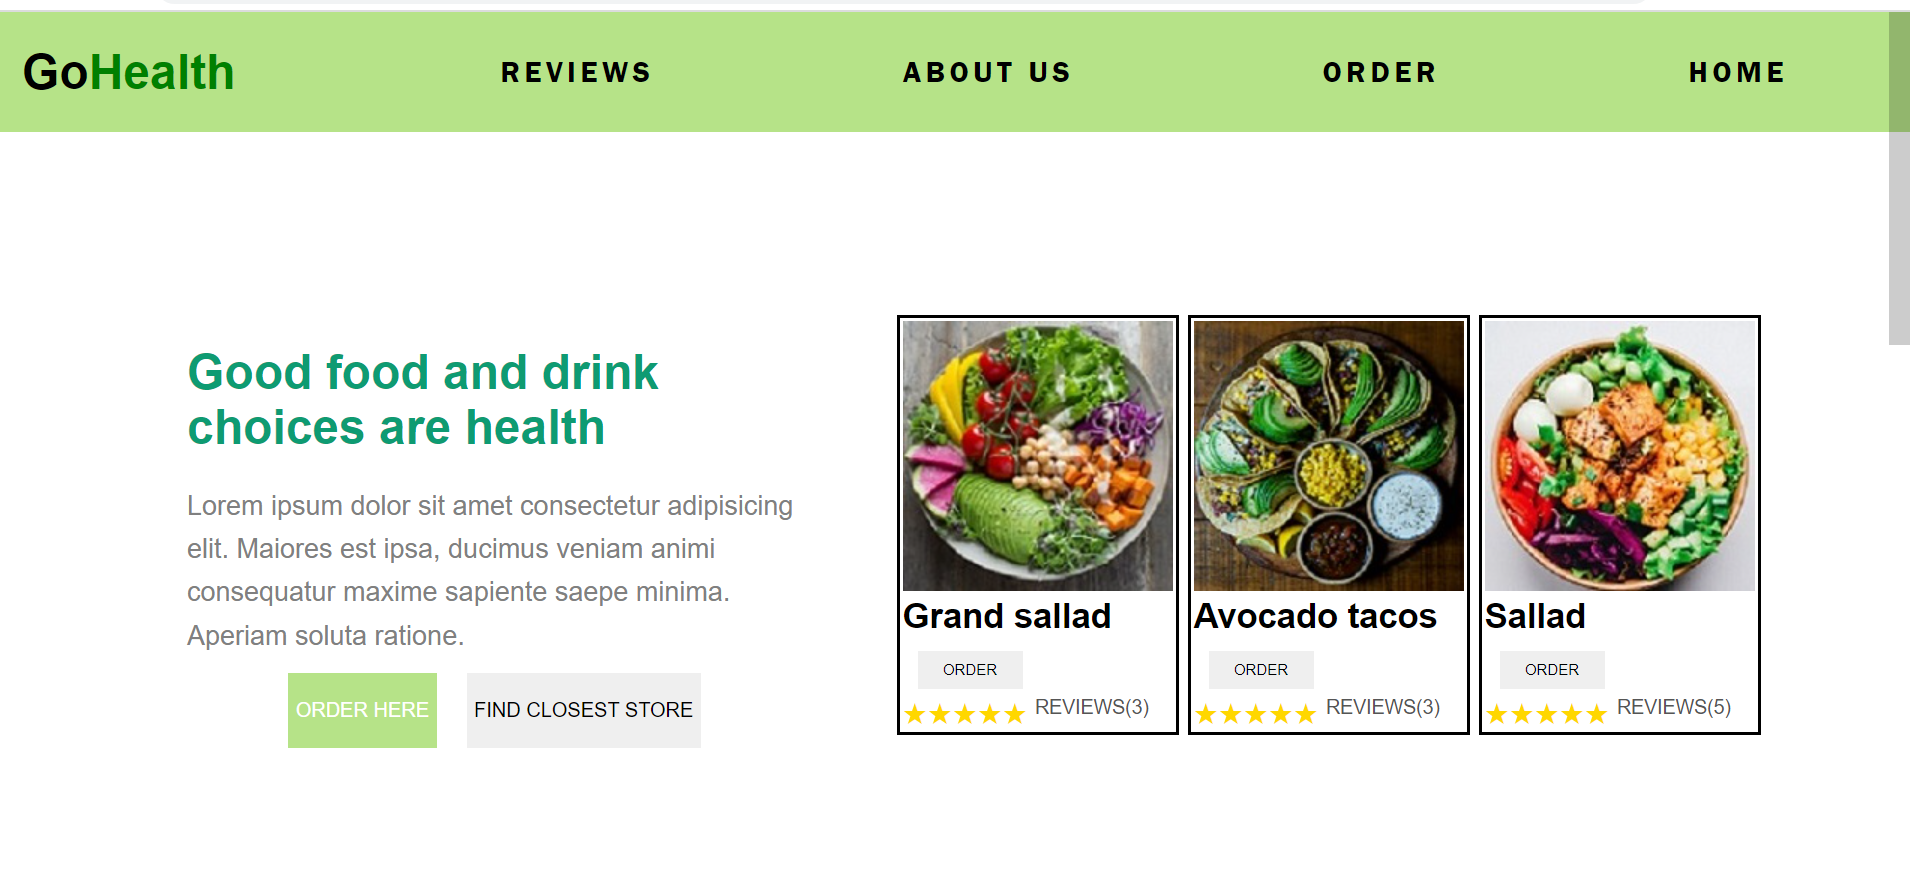 GoHealth REVIEWS ABOUT US ORDER HOME
Good food and drink
choices are health
Lorem ipsum dolor sit amet consectetur adipisicing
elit. Maiores est ipsa, ducimus veniam animi
consequatur maxime sapiente saepe minima.
Aperiam soluta ratione.
ORDER HERE FIND CLOSEST STORE
Grand sallad
ORDER
★★★★★ REVIEWS(3)
Avocado tacos
ORDER
★★★★★ REVIEWS(3)
Sallad
ORDER
★★★★★ REVIEWS(5)